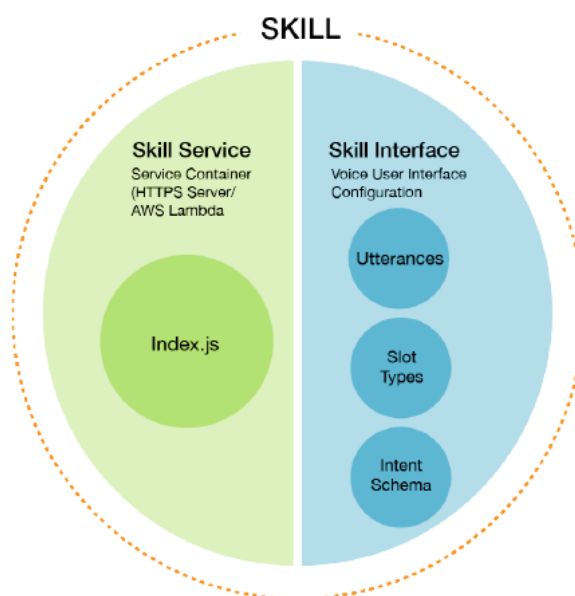 SKILL
Skill Service
Service Container
(HTTPS Server/
AWS Lambda
Index.js
Skill Interface
Voice User Interface
Configuration
Utterances
Slot
Types
Intent
Schema